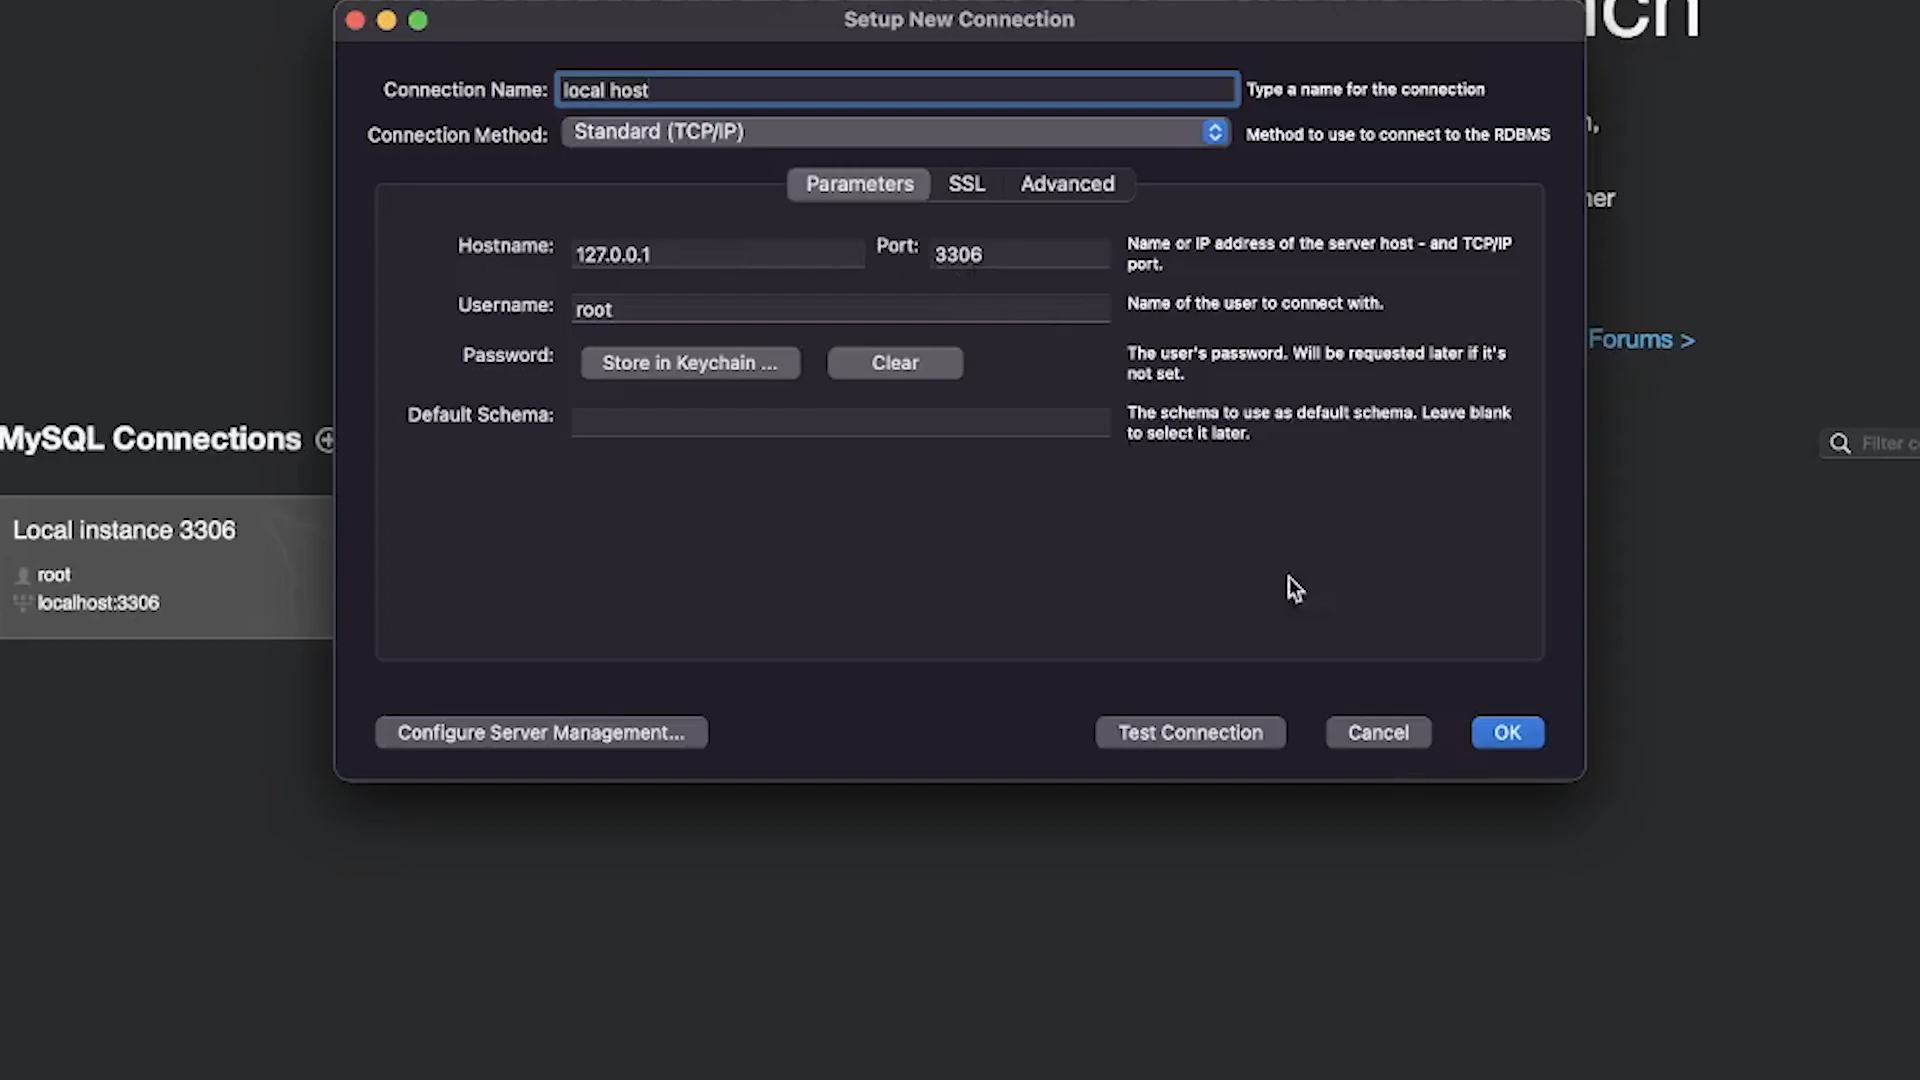 Setup New Connection
Connection Name: local host Type a name for the connection
Connection Method: Standard (TCP/IP) Method to use to connect to the RDBMS
Parameters SSL Advanced
Hostname: 127.0.0.1 Port: 3306 Name or IP address of the server host - and TCP/IP
port.
Username: root Name of the user to connect with.
Password: Store in Keychain ... Clear The user's password. Will be requested later if it's
not set.
Default Schema: The schema to use as default schema. Leave blank
to select it later.
Configure Server Management... Test Connection Cancel OK
Forums >
MySQL Connections
Filter
Local instance 3306
root
localhost:3306